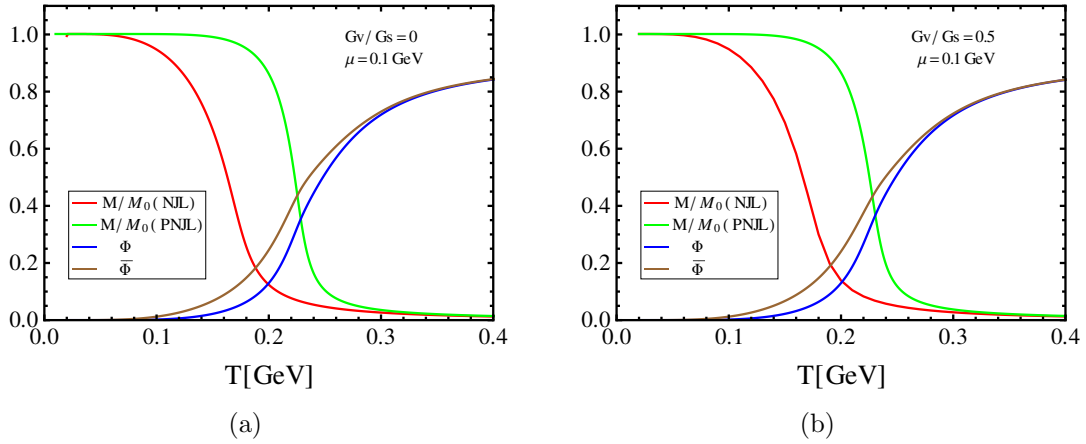 1.0
0.8
0.6
0.4
0.2
0.0
Gv/Gs = 0
μ = 0.1 GeV
M/M₀(NJL)
M/M₀(PNJL)
Φ
Φ̅
0.0 0.1 0.2 0.3 0.4
T[GeV]
(a)
1.0
0.8
0.6
0.4
0.2
0.0
Gv/Gs = 0.5
μ = 0.1 GeV
M/M₀(NJL)
M/M₀(PNJL)
Φ
Φ̅
0.0 0.1 0.2 0.3 0.4
T[GeV]
(b)